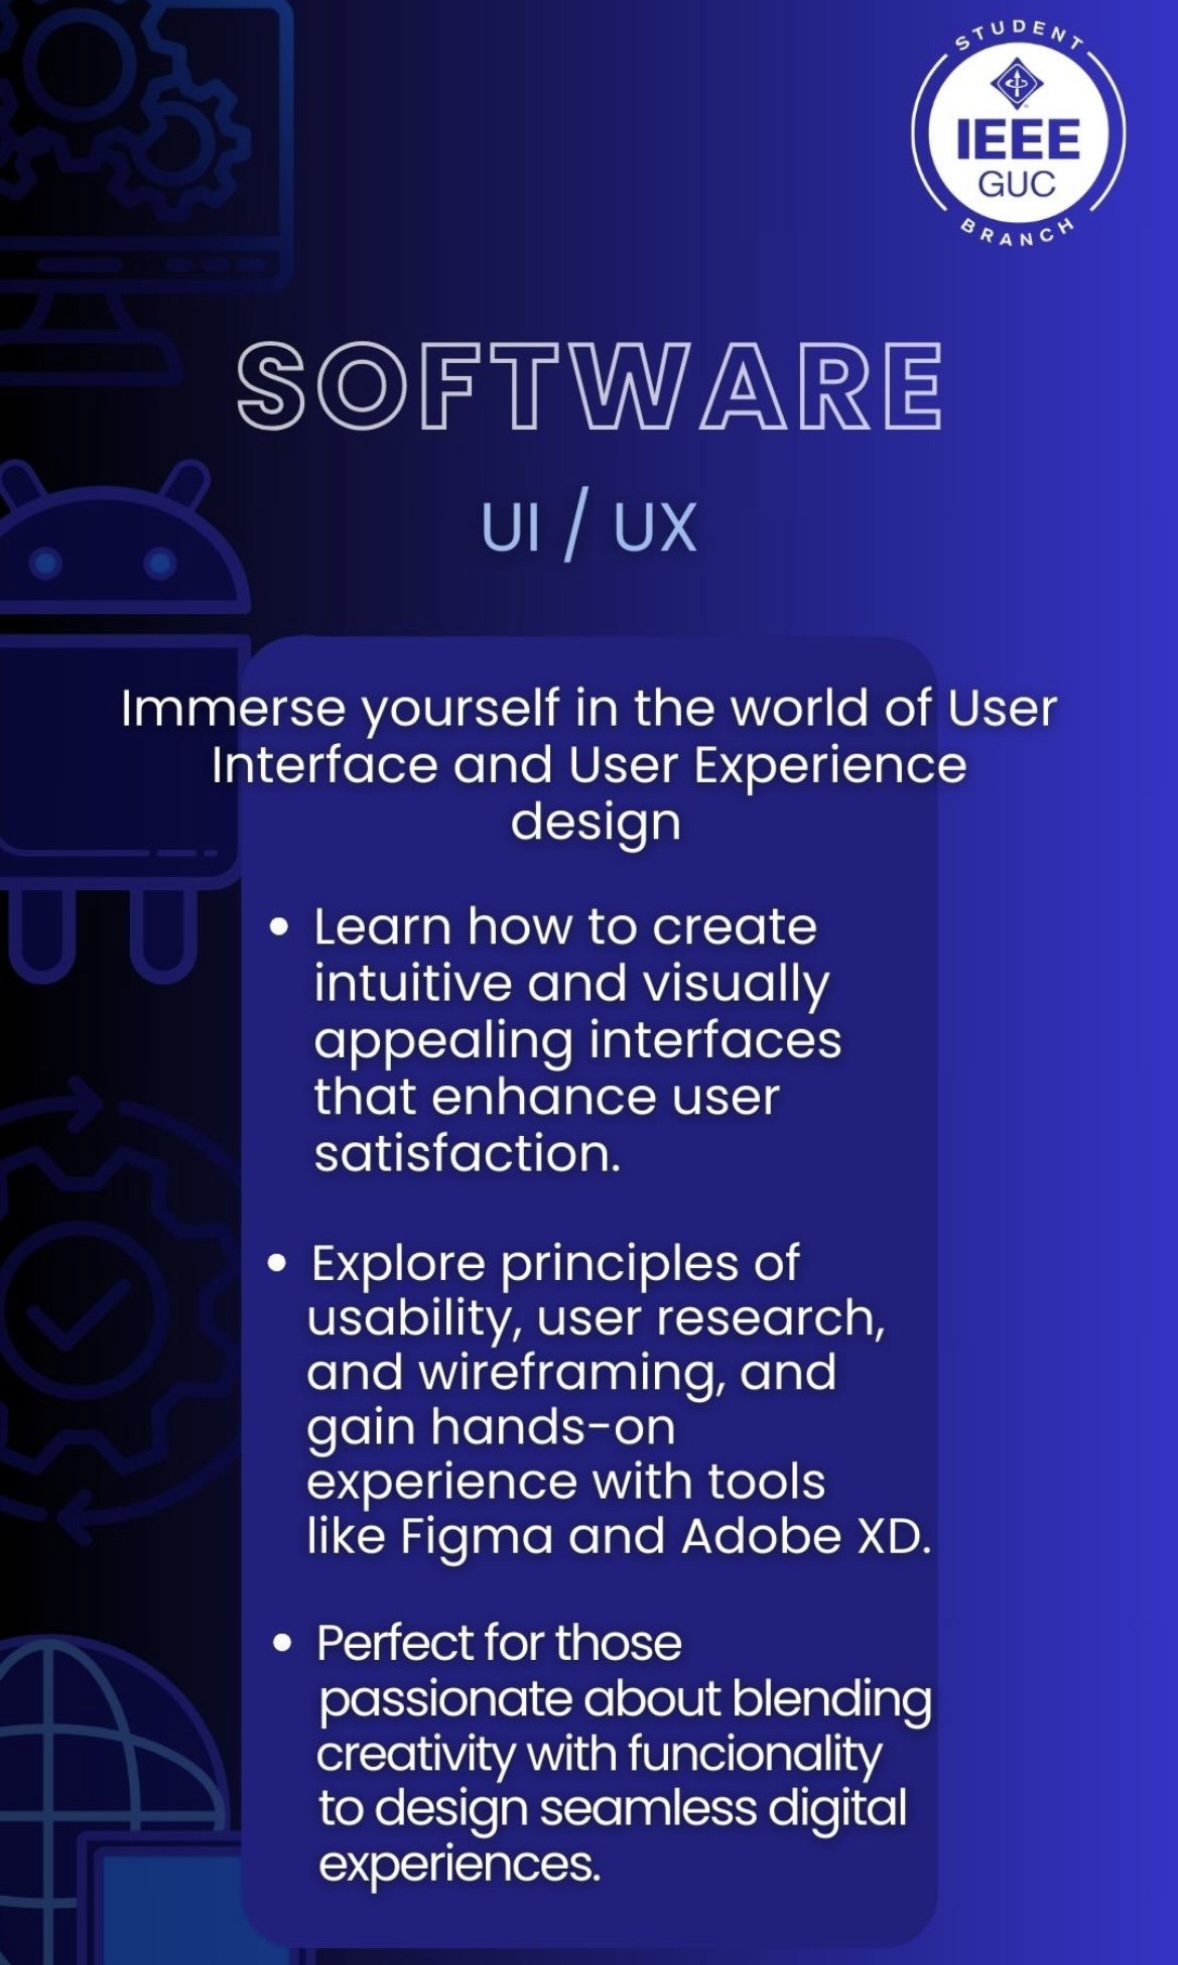 STUDENT
IEEE
GUC
BRANCH
SOFTWARE
UI / UX
Immerse yourself in the world of User
Interface and User Experience
design
• Learn how to create
intuitive and visually
appealing interfaces
that enhance user
satisfaction.
• Explore principles of
usability, user research,
and wireframing, and
gain hands-on
experience with tools
like Figma and Adobe XD.
• Perfect for those
passionate about blending
creativity with funcionality
to design seamless digital
experiences.